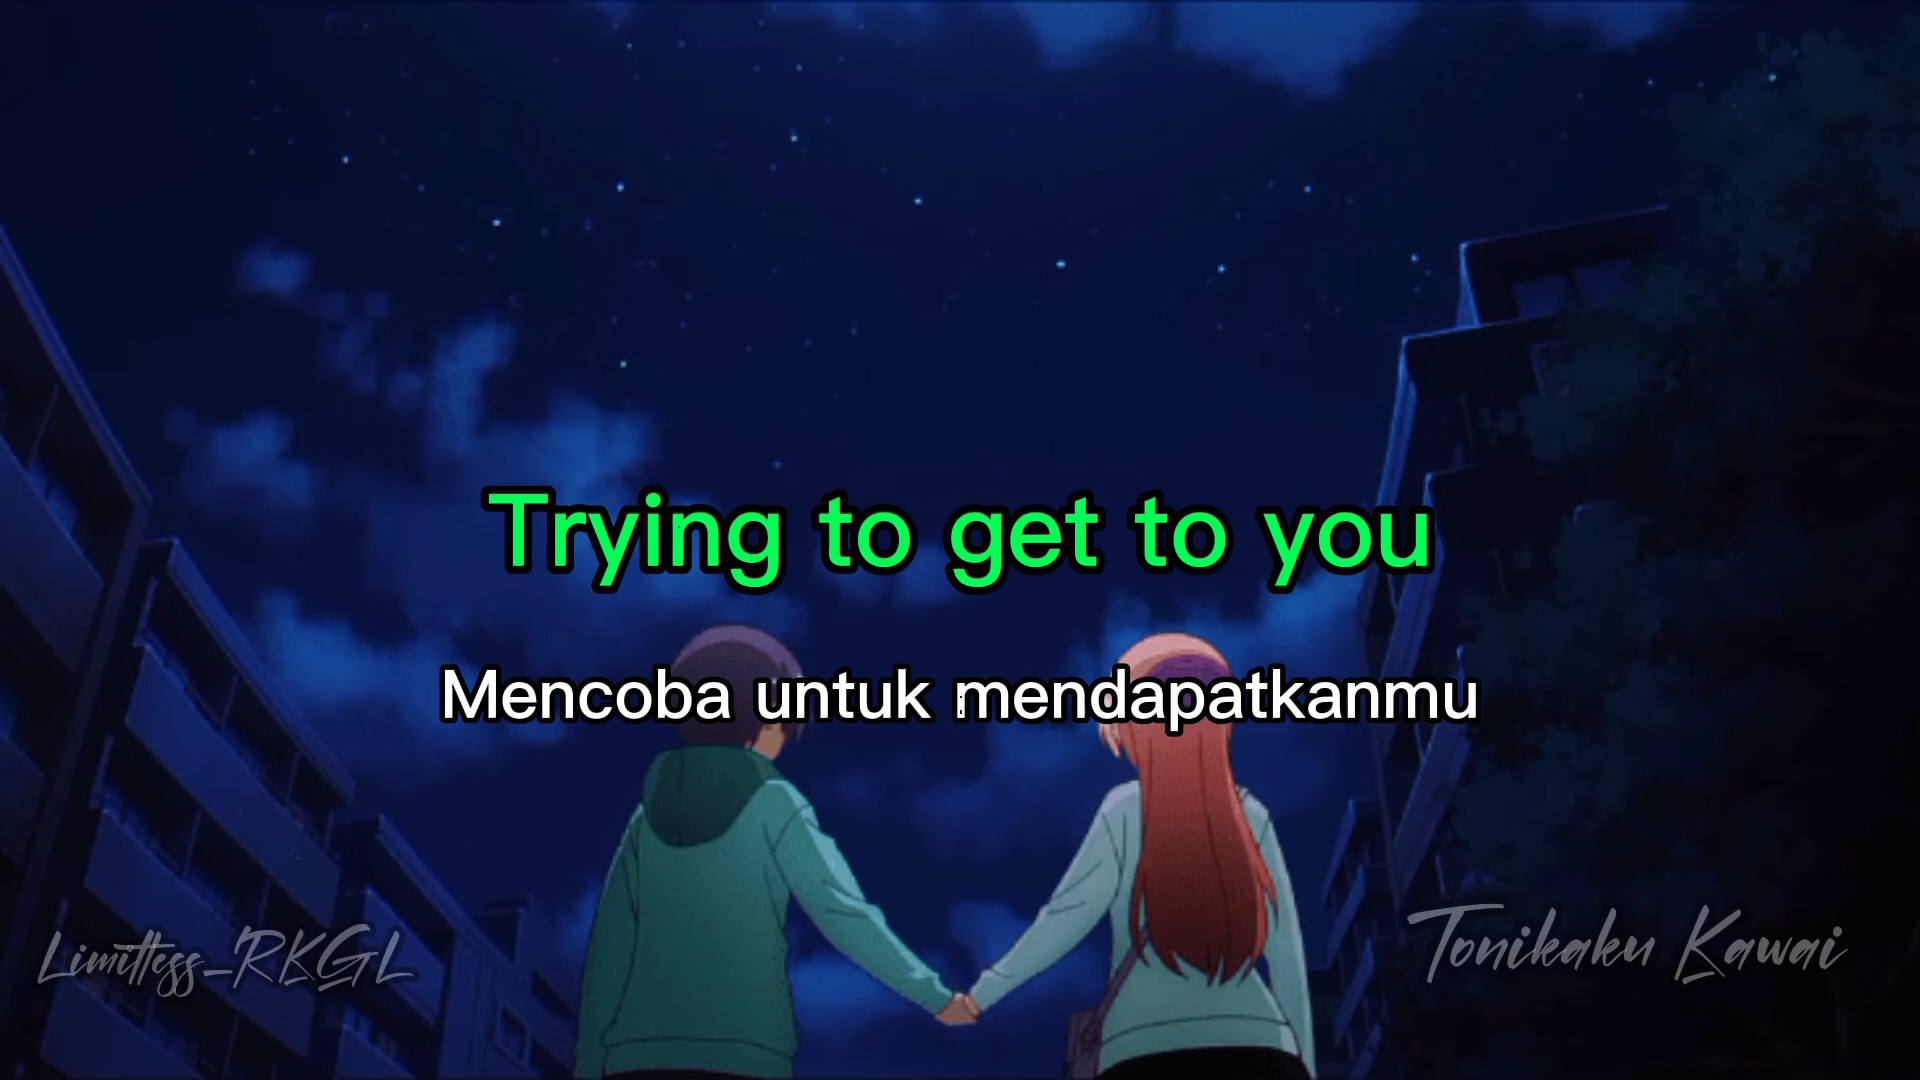 Trying to get to you
Mencoba untuk mendapatkanmu
Limitless_RKGL
Tonikaku Kawai